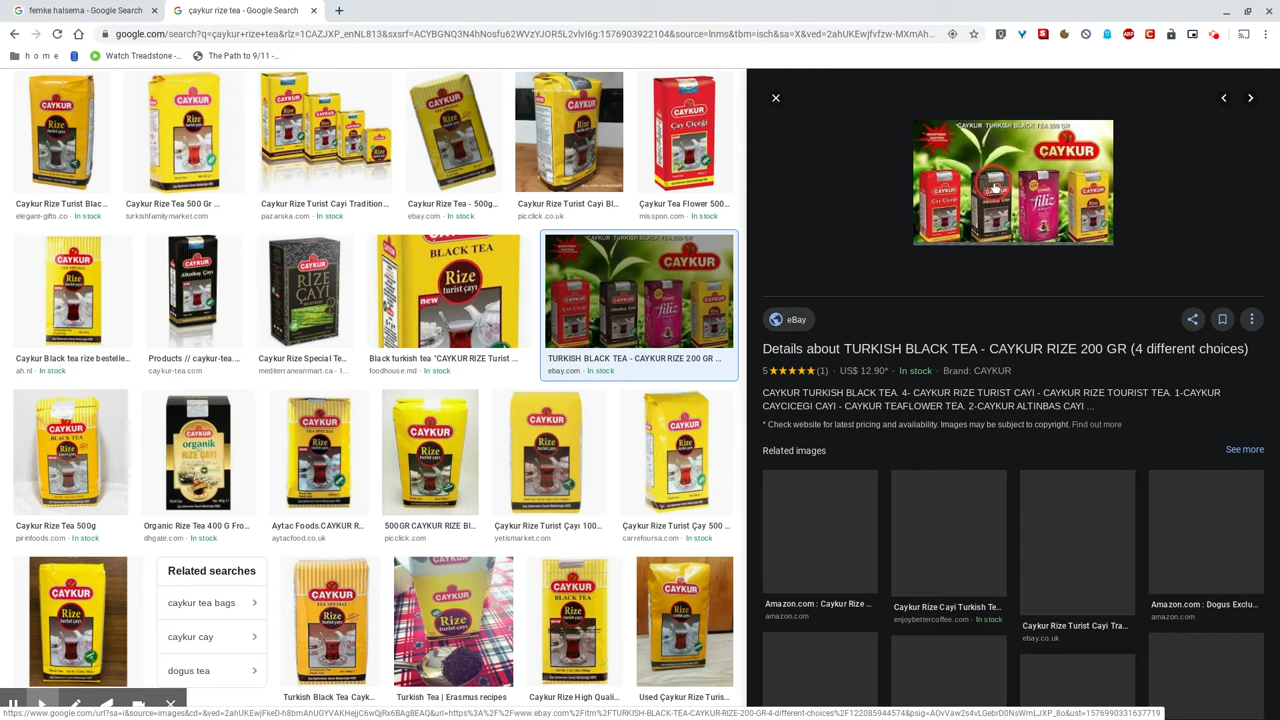 femke halsema - Google Search
çaykur rize tea - Google Search
google.com/search?q=çaykur+rize+tea&rlz=1CAZJXP_enNL813&sxsrf=ACYBGNQ3N4hNosfu62WVzYJOR5L2vlvI6g:1576903922104&source=lnms&tbm=isch&sa=X&ved=2ahUKEwjfvfzw-MXmAh...
h o m e
Watch Treadstone -...
The Path to 9/11 -...
Caykur Rize Turist Blac...
elegant-gifts.co · In stock
Caykur Rize Tea 500 Gr ...
turkishfamilymarket.com
Caykur Rize Turist Cayi Tradition...
pazarska.com · In stock
Caykur Rize Tea - 500g...
ebay.com · In stock
Caykur Rize Turist Cayi Bl...
picclick.co.uk
Çaykur Tea Flower 500...
misspon.com · In stock
Caykur Black tea rize bestelle...
ah.nl · In stock
Products // caykur-tea....
caykur-tea.com
Caykur Rize Special Te...
mediterraneanmart.ca · I...
Black turkish tea "CAYKUR RIZE Turist ...
foodhouse.md · In stock
TURKISH BLACK TEA - CAYKUR RIZE 200 GR ...
ebay.com · In stock
Caykur Rize Tea 500g
pirinfoods.com · In stock
Organic Rize Tea 400 G Fro...
dhgate.com · In stock
Aytac Foods.CAYKUR R...
aytacfood.co.uk
500GR CAYKUR RIZE Bl...
picclick.com
Çaykur Rize Turist Çayı 100...
yetismarket.com
Çaykur Rize Turist Çay 500 ...
carrefoursa.com · In stock
Related searches
caykur tea bags
caykur cay
dogus tea
Turkish Black Tea Cayk...
Turkish Tea | Erasmus recipes
Caykur Rize High Quali...
Used Çaykur Rize Turis...
CAYKUR TURKISH BLACK TEA 200 GR
ÇAYKUR
eBay
Details about TURKISH BLACK TEA - CAYKUR RIZE 200 GR (4 different choices)
5 (1) · US$ 12.90* · In stock · Brand: CAYKUR
CAYKUR TURKISH BLACK TEA. 4- CAYKUR RIZE TURIST CAYI - CAYKUR RIZE TOURIST TEA. 1-CAYKUR
CAYCICEGI CAYI - CAYKUR TEAFLOWER TEA. 2-CAYKUR ALTINBAS CAYI ...
* Check website for latest pricing and availability. Images may be subject to copyright. Find out more
Related images
See more
Amazon.com : Caykur Rize ...
amazon.com
Caykur Rize Cayi Turkish Te...
enjoybettercoffee.com · In stock
Caykur Rize Turist Cayi Tra...
ebay.co.uk
Amazon.com : Dogus Exclu...
amazon.com